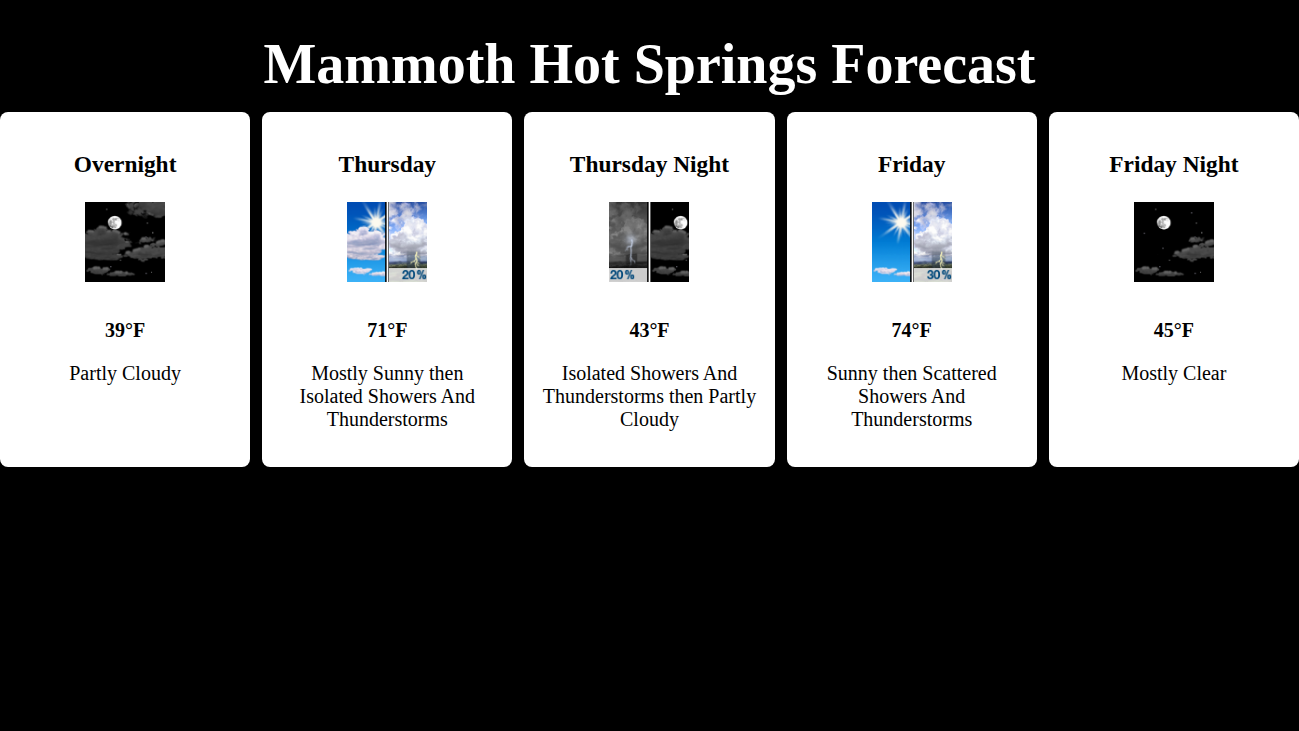 Mammoth Hot Springs Forecast
Overnight
39°F
Partly Cloudy
Thursday
20%
71°F
Mostly Sunny then
Isolated Showers And
Thunderstorms
Thursday Night
20%
43°F
Isolated Showers And
Thunderstorms then Partly
Cloudy
Friday
30%
74°F
Sunny then Scattered
Showers And
Thunderstorms
Friday Night
45°F
Mostly Clear